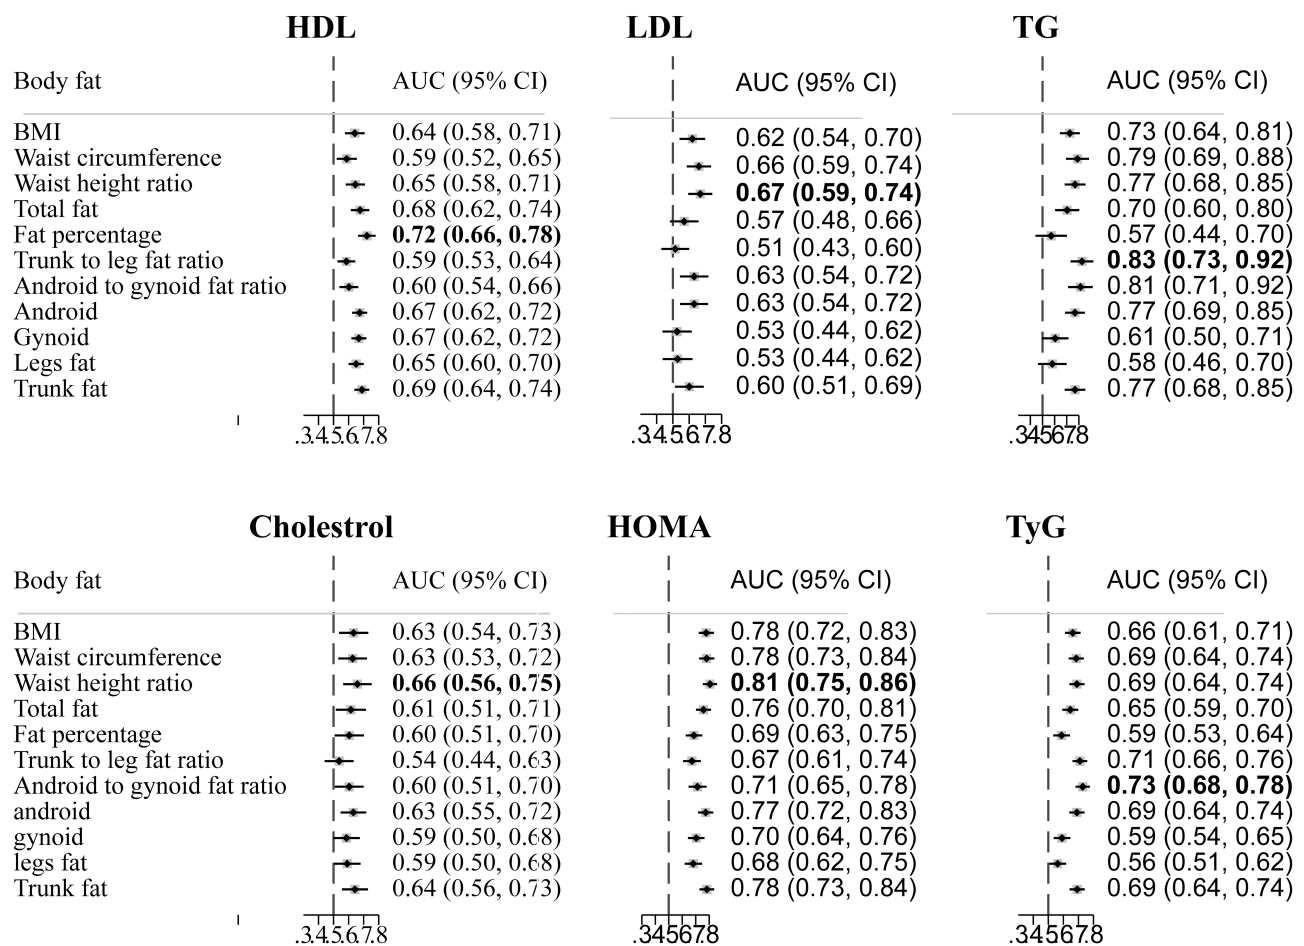 HDL
Body fat AUC (95% CI)
BMI 0.64 (0.58, 0.71)
Waist circumference 0.59 (0.52, 0.65)
Waist height ratio 0.65 (0.58, 0.71)
Total fat 0.68 (0.62, 0.74)
Fat percentage 0.72 (0.66, 0.78)
Trunk to leg fat ratio 0.59 (0.53, 0.64)
Android to gynoid fat ratio 0.60 (0.54, 0.66)
Android 0.67 (0.62, 0.72)
Gynoid 0.67 (0.62, 0.72)
Legs fat 0.65 (0.60, 0.70)
Trunk fat 0.69 (0.64, 0.74)
.3.4.5.6.7.8
LDL
AUC (95% CI)
0.62 (0.54, 0.70)
0.66 (0.59, 0.74)
0.67 (0.59, 0.74)
0.57 (0.48, 0.66)
0.51 (0.43, 0.60)
0.63 (0.54, 0.72)
0.63 (0.54, 0.72)
0.53 (0.44, 0.62)
0.53 (0.44, 0.62)
0.60 (0.51, 0.69)
.3.4.5.6.7.8
TG
AUC (95% CI)
0.73 (0.64, 0.81)
0.79 (0.69, 0.88)
0.77 (0.68, 0.85)
0.70 (0.60, 0.80)
0.57 (0.44, 0.70)
0.83 (0.73, 0.92)
0.81 (0.71, 0.92)
0.77 (0.69, 0.85)
0.61 (0.50, 0.71)
0.58 (0.46, 0.70)
0.77 (0.68, 0.85)
.3.4.5.6.7.8
Cholestrol
Body fat AUC (95% CI)
BMI 0.63 (0.54, 0.73)
Waist circumference 0.63 (0.53, 0.72)
Waist height ratio 0.66 (0.56, 0.75)
Total fat 0.61 (0.51, 0.71)
Fat percentage 0.60 (0.51, 0.70)
Trunk to leg fat ratio 0.54 (0.44, 0.63)
Android to gynoid fat ratio 0.60 (0.51, 0.70)
android 0.63 (0.55, 0.72)
gynoid 0.59 (0.50, 0.68)
legs fat 0.59 (0.50, 0.68)
Trunk fat 0.64 (0.56, 0.73)
.3.4.5.6.7.8
HOMA
AUC (95% CI)
0.78 (0.72, 0.83)
0.78 (0.73, 0.84)
0.81 (0.75, 0.86)
0.76 (0.70, 0.81)
0.69 (0.63, 0.75)
0.67 (0.61, 0.74)
0.71 (0.65, 0.78)
0.77 (0.72, 0.83)
0.70 (0.64, 0.76)
0.68 (0.62, 0.75)
0.78 (0.73, 0.84)
.3.4.5.6.7.8
TyG
AUC (95% CI)
0.66 (0.61, 0.71)
0.69 (0.64, 0.74)
0.69 (0.64, 0.74)
0.65 (0.59, 0.70)
0.59 (0.53, 0.64)
0.71 (0.66, 0.76)
0.73 (0.68, 0.78)
0.69 (0.64, 0.74)
0.59 (0.54, 0.65)
0.56 (0.51, 0.62)
0.69 (0.64, 0.74)
.3.4.5.6.7.8